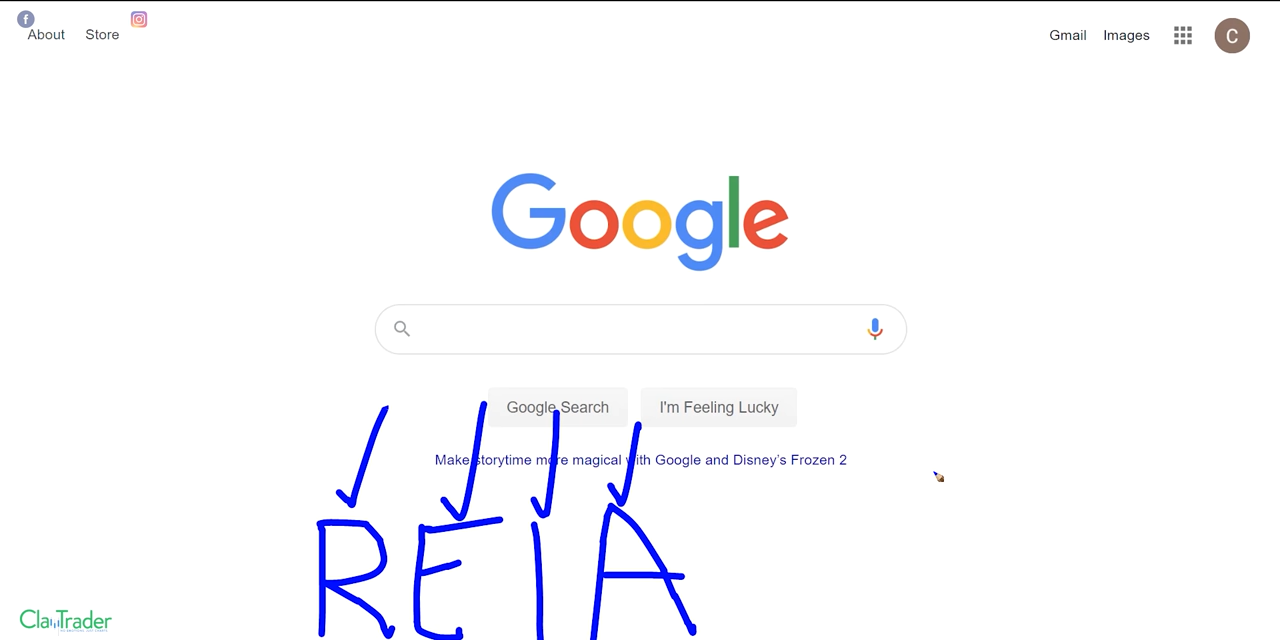 About Store
Gmail Images
C
Google
Google Search I'm Feeling Lucky
Make storytime more magical with Google and Disney's Frozen 2
REIA
ClayTrader